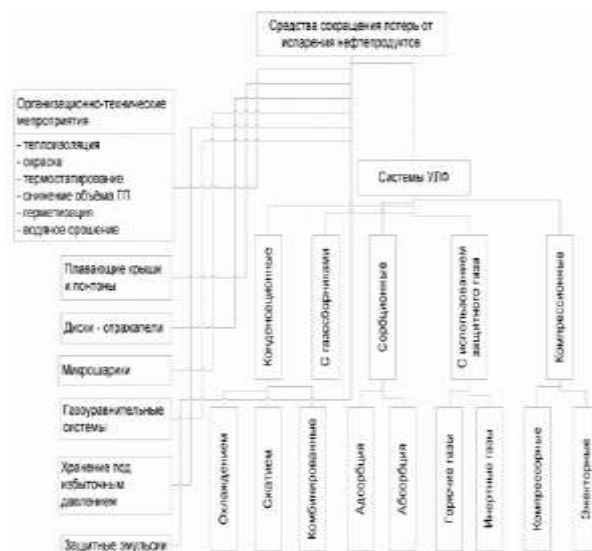 Средства сокращения потерь от
испарения нефтепродуктов
Организационно-технические
мероприятия
- теплоизоляция
- окраска
- термостатирование
- снижение объёма ГП
- герметизация
- водяное орошение
Плавающие крыши
и понтоны
Диски - отражатели
Микрошарики
Газоуравнительные
системы
Хранение под
избыточным
давлением
Защитные эмульсии
Системы УЛФ
Конденсационные
С газосборниками
Сорбционные
С использованием
защитного газа
Компрессионные
Охлаждением
Сжатием
Комбинированные
Адсорбция
Абсорбция
Горючие газы
Инертные газы
Компрессорные
Эжекторные